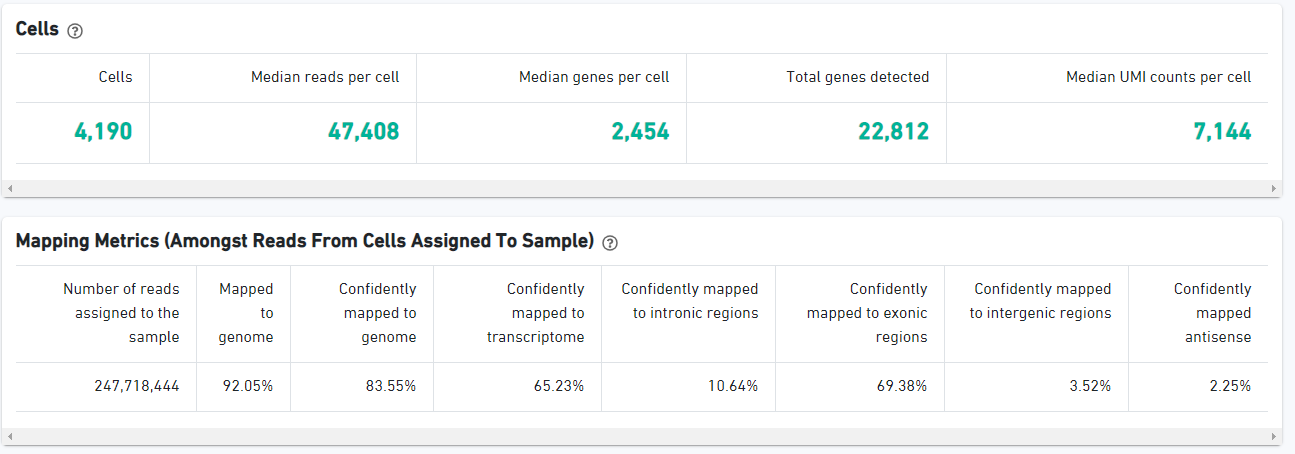 Cells ?
Cells Median reads per cell Median genes per cell Total genes detected Median UMI counts per cell
4,190 47,408 2,454 22,812 7,144
Mapping Metrics (Amongst Reads From Cells Assigned To Sample) ?
Number of reads Mapped Confidently Confidently Confidently mapped Confidently Confidently mapped Confidently
assigned to the to mapped to mapped to to intronic regions mapped to exonic to intergenic regions mapped
sample genome genome transcriptome regions antisense
247,718,444 92.05% 83.55% 65.23% 10.64% 69.38% 3.52% 2.25%